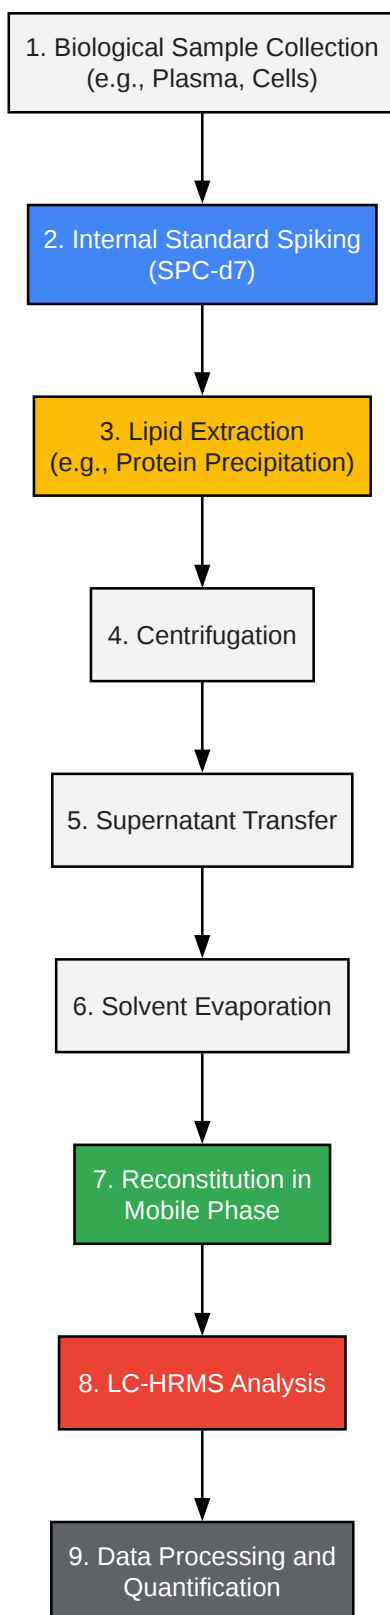 1. Biological Sample Collection
(e.g., Plasma, Cells)
2. Internal Standard Spiking
(SPC-d7)
3. Lipid Extraction
(e.g., Protein Precipitation)
4. Centrifugation
5. Supernatant Transfer
6. Solvent Evaporation
7. Reconstitution in
Mobile Phase
8. LC-HRMS Analysis
9. Data Processing and
Quantification